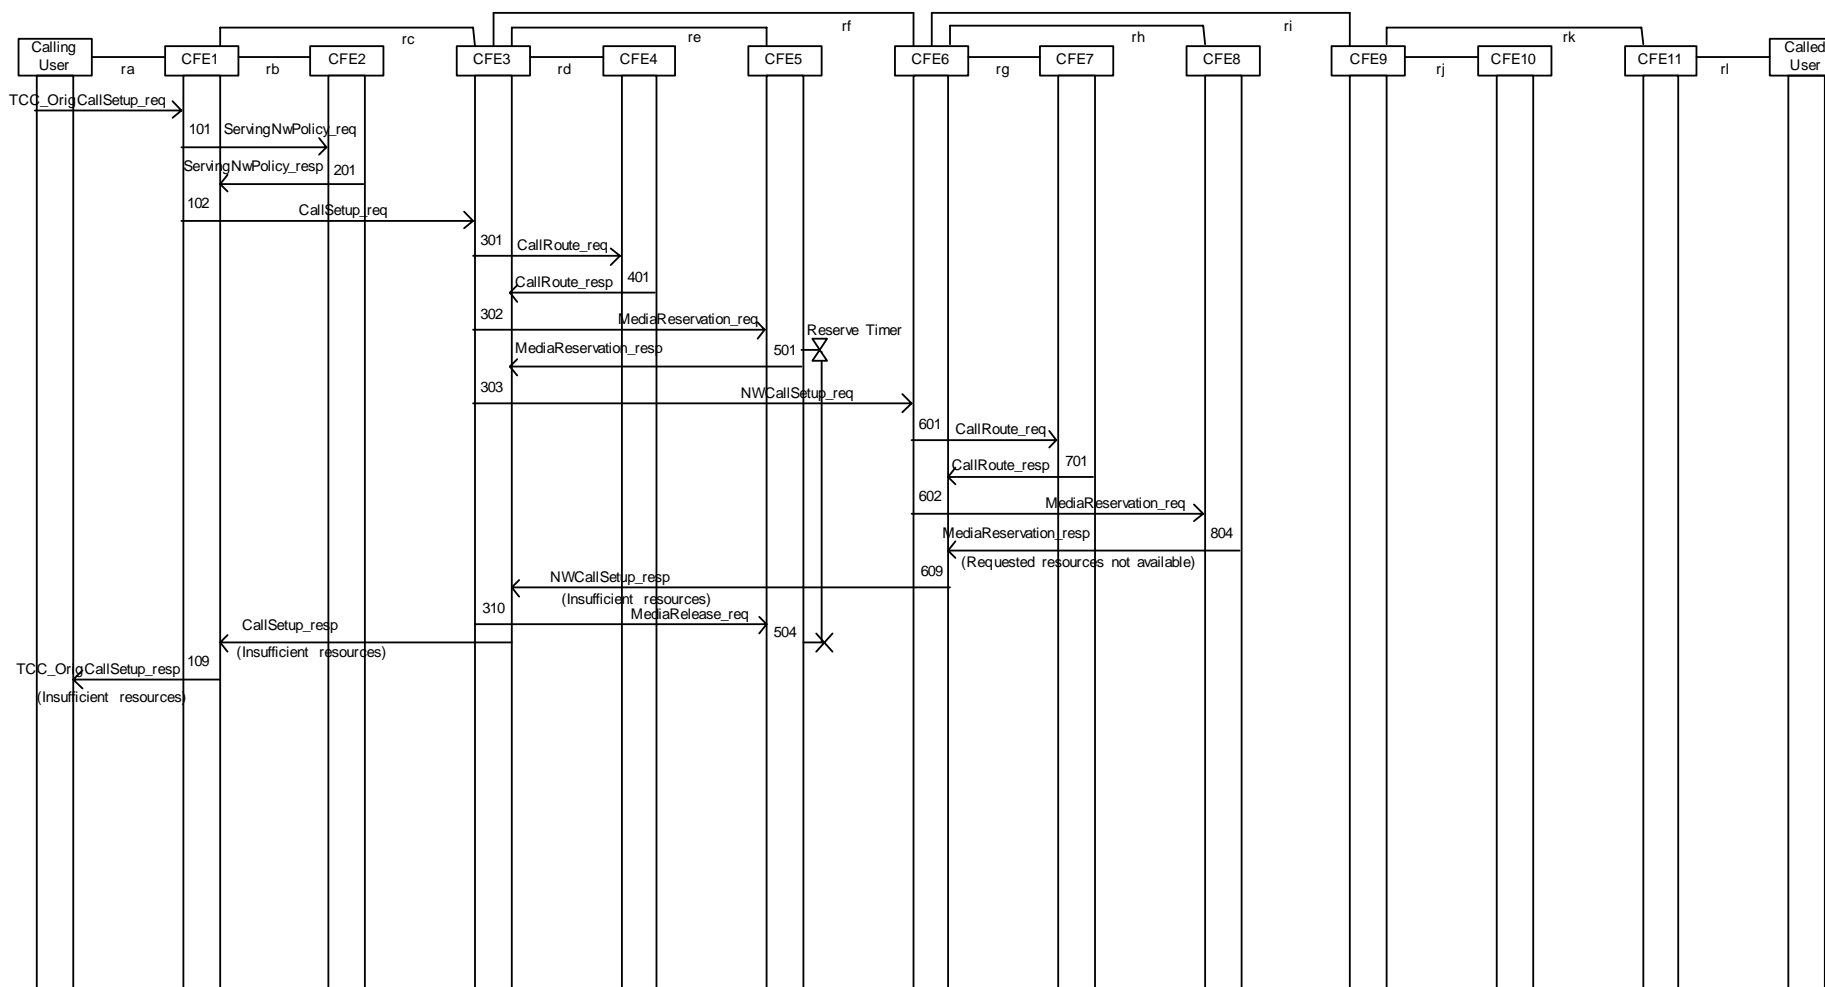 rf
ri
rc
re
rh
rk
Calling
User
ra
CFE1
rb
CFE2
CFE3
rd
CFE4
CFE5
CFE6
rg
CFE7
CFE8
CFE9
rj
CFE10
CFE11
rl
Called
User
TCC_OrigCallSetup_req
101
ServingNwPolicy_req
ServingNwPolicy_resp
201
102
CallSetup_req
301
CallRoute_req
CallRoute_resp
401
302
MediaReservation_req
Reserve Timer
MediaReservation_resp
501
303
NWCallSetup_req
601
CallRoute_req
CallRoute_resp
701
602
MediaReservation_req
MediaReservation_resp
804
(Requested resources not available)
609
NWCallSetup_resp
(Insufficient resources)
310
MediaRelease_req
CallSetup_resp
504
(Insufficient resources)
109
TCC_OrigCallSetup_resp
(Insufficient resources)